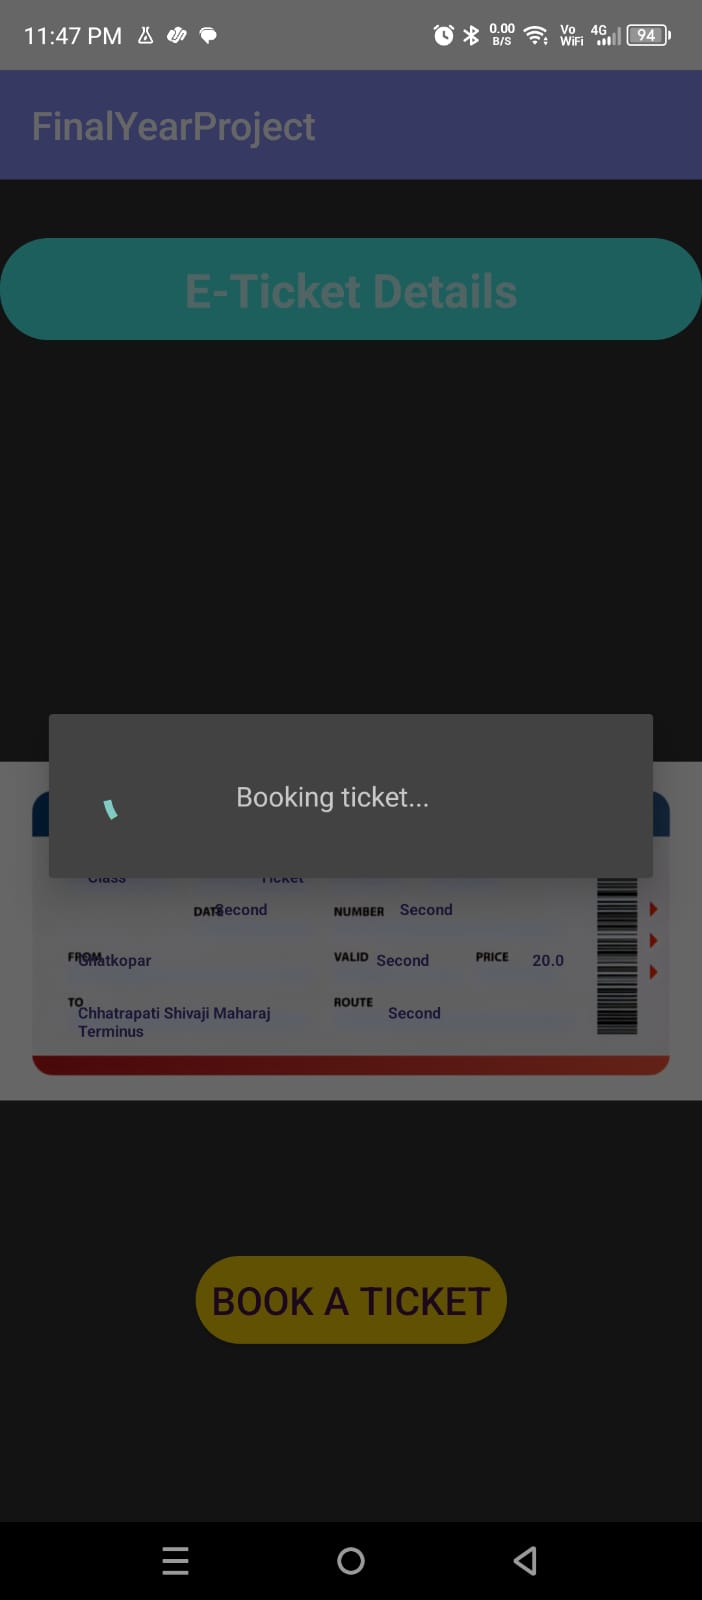 11:47 PM 0.00 B/S Vo WiFi 4G 94
FinalYearProject
E-Ticket Details
Booking ticket...
Class Ticket
DATE Second NUMBER Second
FROM Ghatkopar VALID Second PRICE 20.0
TO Chhatrapati Shivaji Maharaj Terminus ROUTE Second
BOOK A TICKET